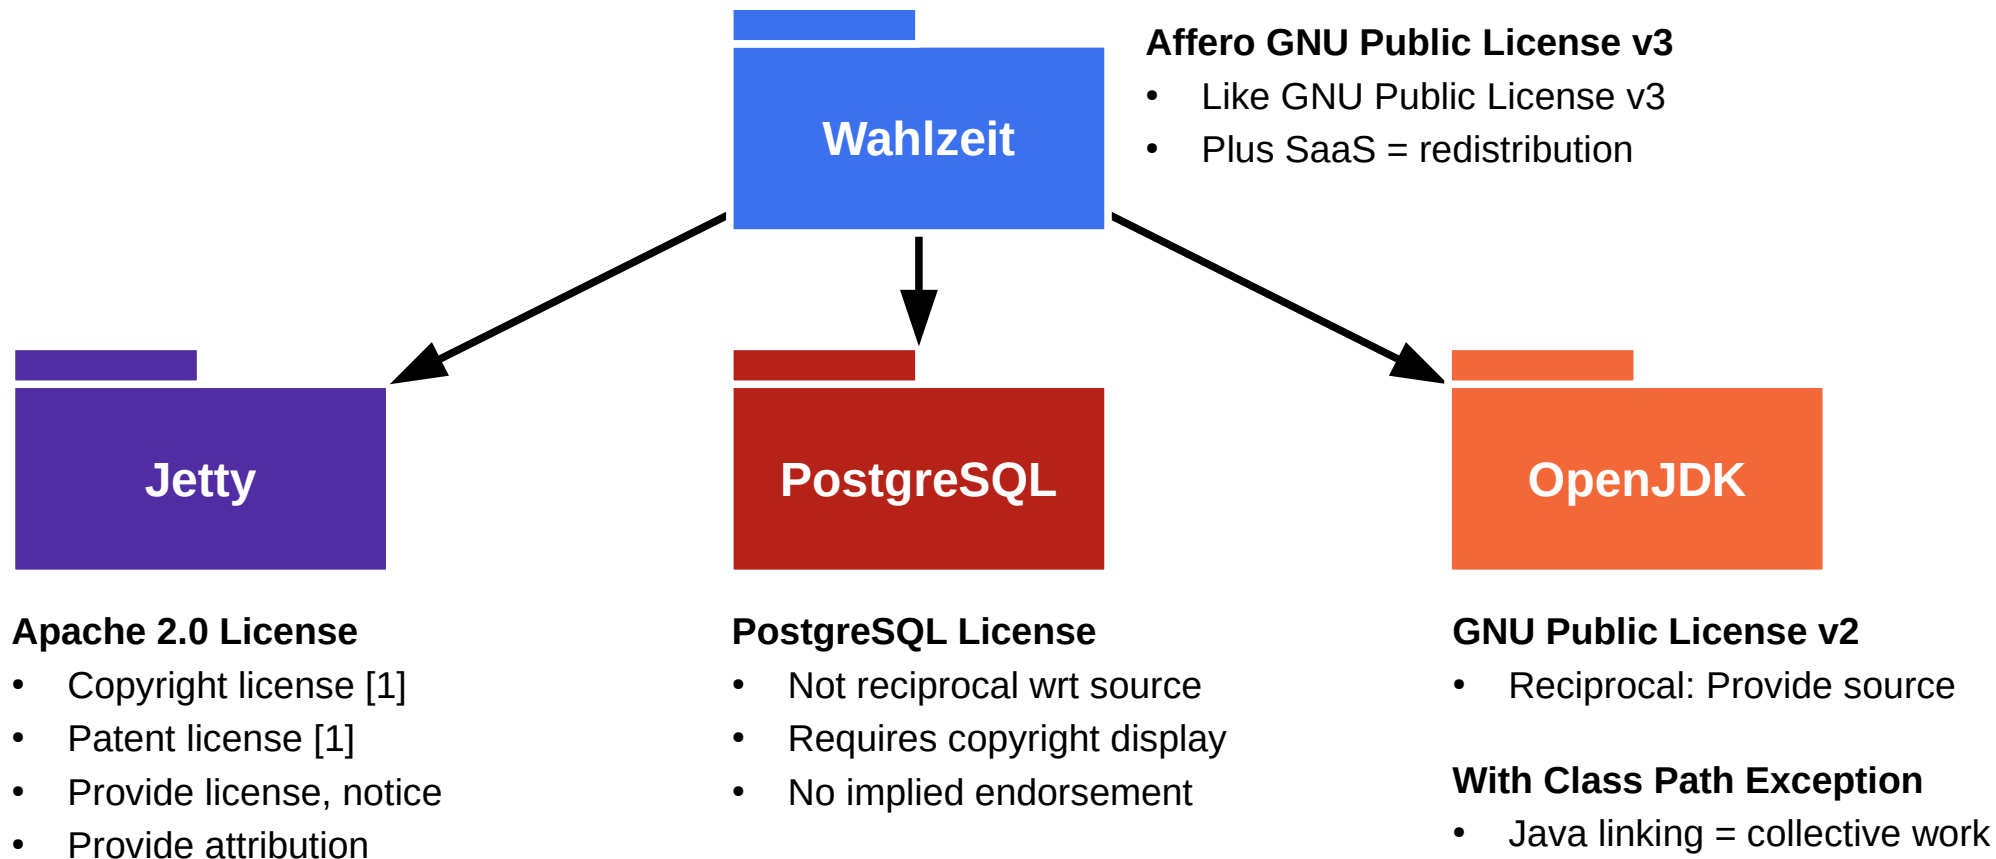 Wahlzeit
Affero GNU Public License v3
• Like GNU Public License v3
• Plus SaaS = redistribution
Jetty
PostgreSQL
OpenJDK
Apache 2.0 License
• Copyright license [1]
• Patent license [1]
• Provide license, notice
• Provide attribution
PostgreSQL License
• Not reciprocal wrt source
• Requires copyright display
• No implied endorsement
GNU Public License v2
• Reciprocal: Provide source
With Class Path Exception
• Java linking = collective work